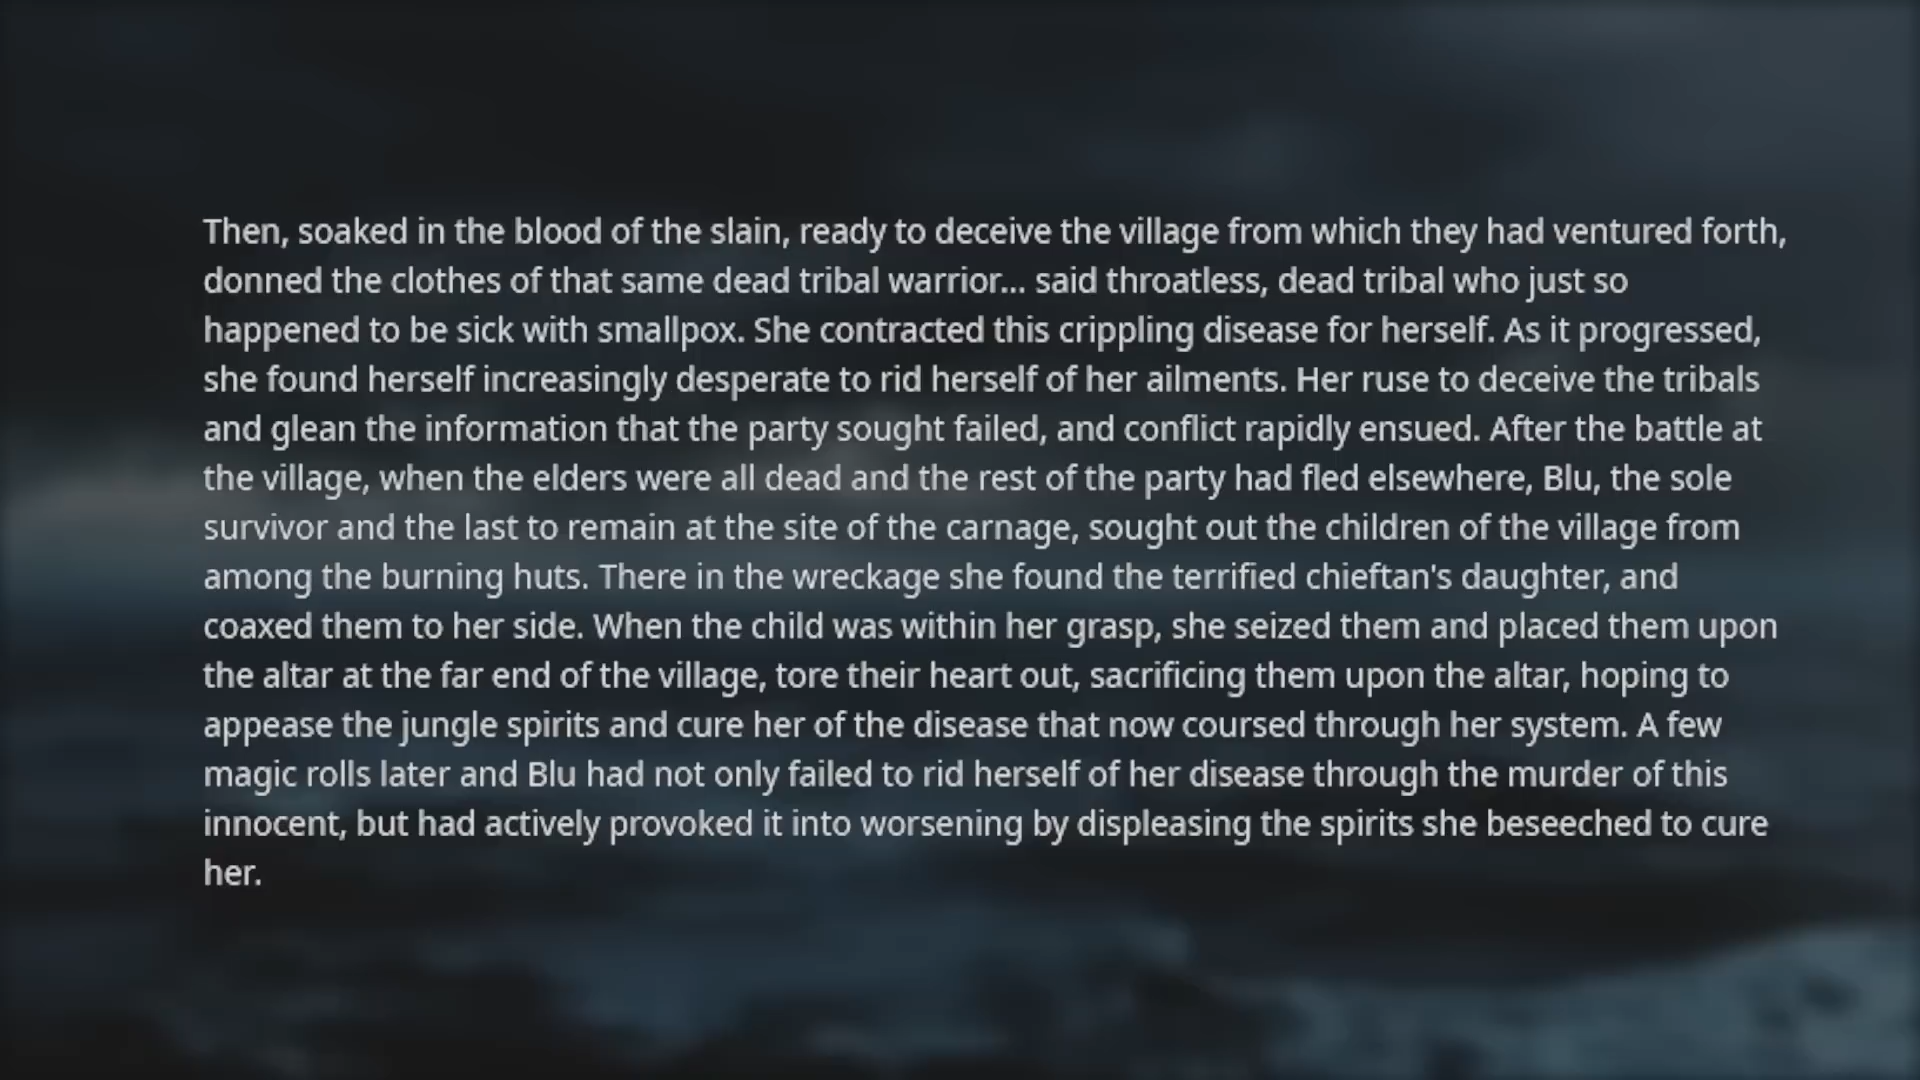 Then, soaked in the blood of the slain, ready to deceive the village from which they had ventured forth,
donned the clothes of that same dead tribal warrior... said throatless, dead tribal who just so
happened to be sick with smallpox. She contracted this crippling disease for herself. As it progressed,
she found herself increasingly desperate to rid herself of her ailments. Her ruse to deceive the tribals
and glean the information that the party sought failed, and conflict rapidly ensued. After the battle at
the village, when the elders were all dead and the rest of the party had fled elsewhere, Blu, the sole
survivor and the last to remain at the site of the carnage, sought out the children of the village from
among the burning huts. There in the wreckage she found the terrified chieftan's daughter, and
coaxed them to her side. When the child was within her grasp, she seized them and placed them upon
the altar at the far end of the village, tore their heart out, sacrificing them upon the altar, hoping to
appease the jungle spirits and cure her of the disease that now coursed through her system. A few
magic rolls later and Blu had not only failed to rid herself of her disease through the murder of this
innocent, but had actively provoked it into worsening by displeasing the spirits she beseeched to cure
her.